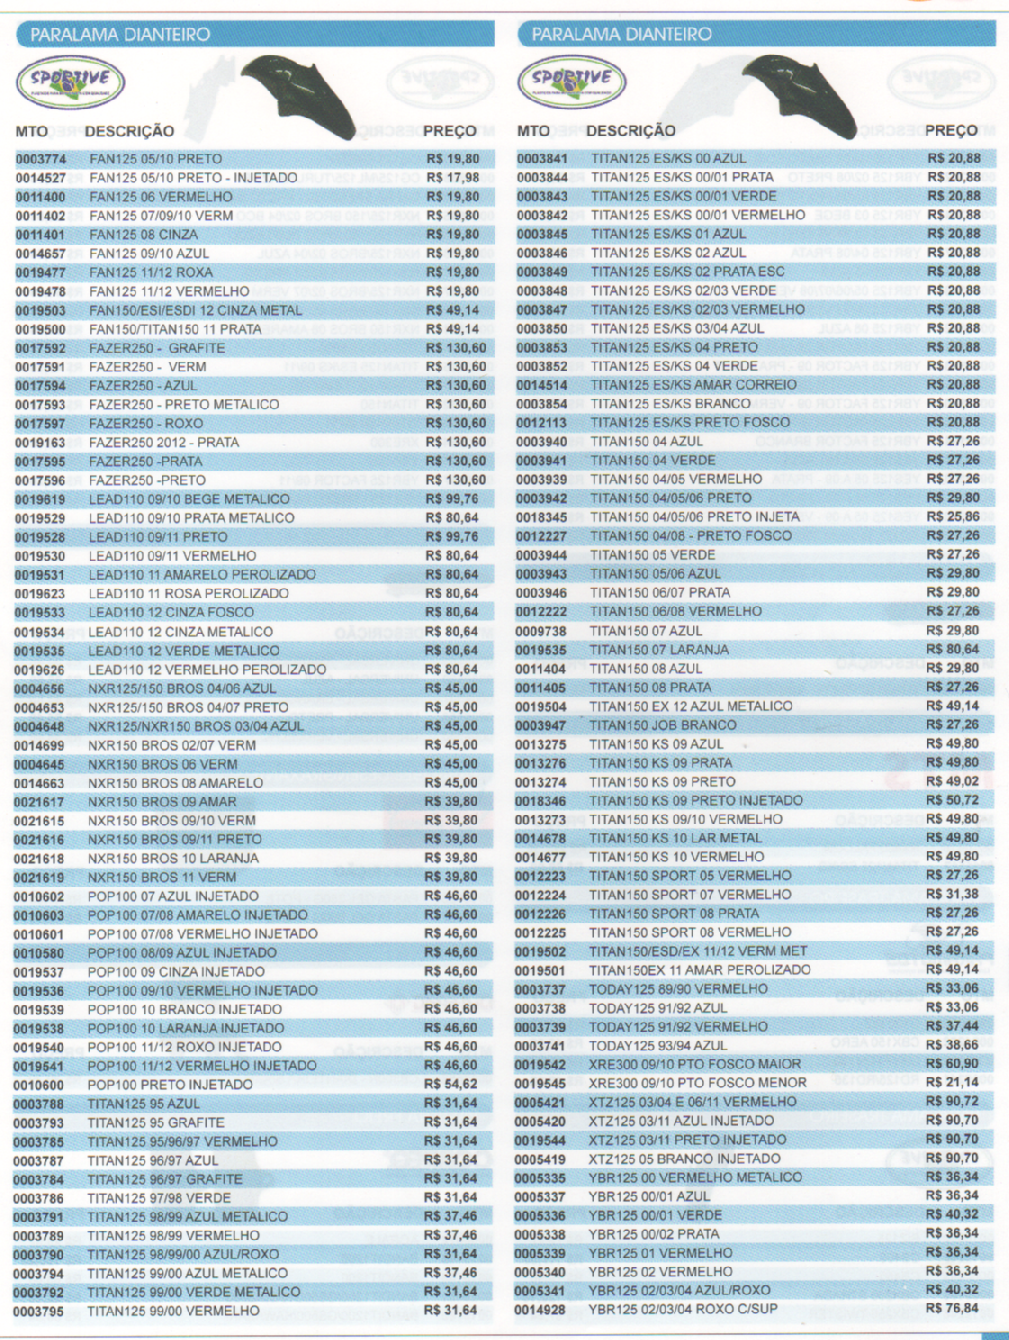 PARALAMA DIANTEIRO
SPORTIVE
MTO DESCRIÇÃO PREÇO
0003774 FAN125 05/10 PRETO R$ 19,80
0014527 FAN125 05/10 PRETO - INJETADO R$ 17,98
0011400 FAN125 06 VERMELHO R$ 19,80
0011402 FAN125 07/09/10 VERM R$ 19,80
0011401 FAN125 08 CINZA R$ 19,80
0014657 FAN125 09/10 AZUL R$ 19,80
0019477 FAN125 11/12 ROXA R$ 19,80
0019478 FAN125 11/12 VERMELHO R$ 19,80
0019503 FAN150/ESI/ESDI 12 CINZA METAL R$ 49,14
0019500 FAN150/TITAN150 11 PRATA R$ 49,14
0017592 FAZER250 - GRAFITE R$ 130,60
0017591 FAZER250 - VERM R$ 130,60
0017594 FAZER250 - AZUL R$ 130,60
0017593 FAZER250 - PRETO METALICO R$ 130,60
0017597 FAZER250 - ROXO R$ 130,60
0019163 FAZER250 2012 - PRATA R$ 130,60
0017595 FAZER250 -PRATA R$ 130,60
0017596 FAZER250 -PRETO R$ 130,60
0019619 LEAD110 09/10 BEGE METALICO R$ 99,76
0019529 LEAD110 09/10 PRATA METALICO R$ 80,64
0019528 LEAD110 09/11 PRETO R$ 99,76
0019530 LEAD110 09/11 VERMELHO R$ 80,64
0019531 LEAD110 11 AMARELO PEROLIZADO R$ 80,64
0019623 LEAD110 11 ROSA PEROLIZADO R$ 80,64
0019533 LEAD110 12 CINZA FOSCO R$ 80,64
0019534 LEAD110 12 CINZA METALICO R$ 80,64
0019535 LEAD110 12 VERDE METALICO R$ 80,64
0019626 LEAD110 12 VERMELHO PEROLIZADO R$ 80,64
0004656 NXR125/150 BROS 04/06 AZUL R$ 45,00
0004653 NXR125/150 BROS 04/07 PRETO R$ 45,00
0004648 NXR125/NXR150 BROS 03/04 AZUL R$ 45,00
0014699 NXR150 BROS 02/07 VERM R$ 45,00
0004645 NXR150 BROS 06 VERM R$ 45,00
0014663 NXR150 BROS 08 AMARELO R$ 45,00
0021617 NXR150 BROS 09 AMAR R$ 39,80
0021615 NXR150 BROS 09/10 VERM R$ 39,80
0021616 NXR150 BROS 09/11 PRETO R$ 39,80
0021618 NXR150 BROS 10 LARANJA R$ 39,80
0021619 NXR150 BROS 11 VERM R$ 39,80
0010602 POP100 07 AZUL INJETADO R$ 46,60
0010603 POP100 07/08 AMARELO INJETADO R$ 46,60
0010601 POP100 07/08 VERMELHO INJETADO R$ 46,60
0010580 POP100 08/09 AZUL INJETADO R$ 46,60
0019537 POP100 09 CINZA INJETADO R$ 46,60
0019536 POP100 09/10 VERMELHO INJETADO R$ 46,60
0019539 POP100 10 BRANCO INJETADO R$ 46,60
0019538 POP100 10 LARANJA INJETADO R$ 46,60
0019540 POP100 11/12 ROXO INJETADO R$ 46,60
0019541 POP100 11/12 VERMELHO INJETADO R$ 46,60
0010600 POP100 PRETO INJETADO R$ 54,62
0003788 TITAN125 95 AZUL R$ 31,64
0003793 TITAN125 95 GRAFITE R$ 31,64
0003785 TITAN125 95/96/97 VERMELHO R$ 31,64
0003787 TITAN125 96/97 AZUL R$ 31,64
0003784 TITAN125 96/97 GRAFITE R$ 31,64
0003786 TITAN125 97/98 VERDE R$ 31,64
0003791 TITAN125 98/99 AZUL METALICO R$ 37,46
0003789 TITAN125 98/99 VERMELHO R$ 37,46
0003790 TITAN125 98/99/00 AZUL/ROXO R$ 31,64
0003794 TITAN125 99/00 AZUL METALICO R$ 37,46
0003792 TITAN125 99/00 VERDE METALICO R$ 31,64
0003795 TITAN125 99/00 VERMELHO R$ 31,64
PARALAMA DIANTEIRO
SPORTIVE
MTO DESCRIÇÃO PREÇO
0003841 TITAN125 ES/KS 00 AZUL R$ 20,88
0003844 TITAN125 ES/KS 00/01 PRATA R$ 20,88
0003843 TITAN125 ES/KS 00/01 VERDE R$ 20,88
0003842 TITAN125 ES/KS 00/01 VERMELHO R$ 20,88
0003845 TITAN125 ES/KS 01 AZUL R$ 20,88
0003846 TITAN125 ES/KS 02 AZUL R$ 20,88
0003849 TITAN125 ES/KS 02 PRATA ESC R$ 20,88
0003848 TITAN125 ES/KS 02/03 VERDE R$ 20,88
0003847 TITAN125 ES/KS 02/03 VERMELHO R$ 20,88
0003850 TITAN125 ES/KS 03/04 AZUL R$ 20,88
0003853 TITAN125 ES/KS 04 PRETO R$ 20,88
0003852 TITAN125 ES/KS 04 VERDE R$ 20,88
0014514 TITAN125 ES/KS AMAR CORREIO R$ 20,88
0003854 TITAN125 ES/KS BRANCO R$ 20,88
0012113 TITAN125 ES/KS PRETO FOSCO R$ 20,88
0003940 TITAN150 04 AZUL R$ 27,26
0003941 TITAN150 04 VERDE R$ 27,26
0003939 TITAN150 04/05 VERMELHO R$ 27,26
0003942 TITAN150 04/05/06 PRETO R$ 29,80
0018345 TITAN150 04/05/06 PRETO INJETA R$ 25,86
0012227 TITAN150 04/08 - PRETO FOSCO R$ 27,26
0003944 TITAN150 05 VERDE R$ 27,26
0003943 TITAN150 05/06 AZUL R$ 29,80
0003946 TITAN150 06/07 PRATA R$ 29,80
0012222 TITAN150 06/08 VERMELHO R$ 27,26
0009738 TITAN150 07 AZUL R$ 29,80
0019535 TITAN150 07 LARANJA R$ 80,64
0011404 TITAN150 08 AZUL R$ 29,80
0011405 TITAN150 08 PRATA R$ 27,26
0019504 TITAN150 EX 12 AZUL METALICO R$ 49,14
0003947 TITAN150 JOB BRANCO R$ 27,26
0013275 TITAN150 KS 09 AZUL R$ 49,80
0013276 TITAN150 KS 09 PRATA R$ 49,80
0013274 TITAN150 KS 09 PRETO R$ 49,02
0018346 TITAN150 KS 09 PRETO INJETADO R$ 50,72
0013273 TITAN150 KS 09/10 VERMELHO R$ 49,80
0014678 TITAN150 KS 10 LAR METAL R$ 49,80
0014677 TITAN150 KS 10 VERMELHO R$ 49,80
0012223 TITAN150 SPORT 05 VERMELHO R$ 27,26
0012224 TITAN150 SPORT 07 VERMELHO R$ 31,38
0012226 TITAN150 SPORT 08 PRATA R$ 27,26
0012225 TITAN150 SPORT 08 VERMELHO R$ 27,26
0019502 TITAN150/ESD/EX 11/12 VERM MET R$ 49,14
0019501 TITAN150EX 11 AMAR PEROLIZADO R$ 49,14
0003737 TODAY125 89/90 VERMELHO R$ 33,06
0003738 TODAY125 91/92 AZUL R$ 33,06
0003739 TODAY125 91/92 VERMELHO R$ 37,44
0003741 TODAY125 93/94 AZUL R$ 38,66
0019542 XRE300 09/10 PTO FOSCO MAIOR R$ 60,90
0019545 XRE300 09/10 PTO FOSCO MENOR R$ 21,14
0005421 XTZ125 03/04 E 06/11 VERMELHO R$ 90,72
0005420 XTZ125 03/11 AZUL INJETADO R$ 90,70
0019544 XTZ125 03/11 PRETO INJETADO R$ 90,70
0005419 XTZ125 05 BRANCO INJETADO R$ 90,70
0005335 YBR125 00 VERMELHO METALICO R$ 36,34
0005337 YBR125 00/01 AZUL R$ 36,34
0005336 YBR125 00/01 VERDE R$ 40,32
0005338 YBR125 00/02 PRATA R$ 36,34
0005339 YBR125 01 VERMELHO R$ 36,34
0005340 YBR125 02 VERMELHO R$ 36,34
0005341 YBR125 02/03/04 AZUL/ROXO R$ 40,32
0014928 YBR125 02/03/04 ROXO C/SUP R$ 76,84